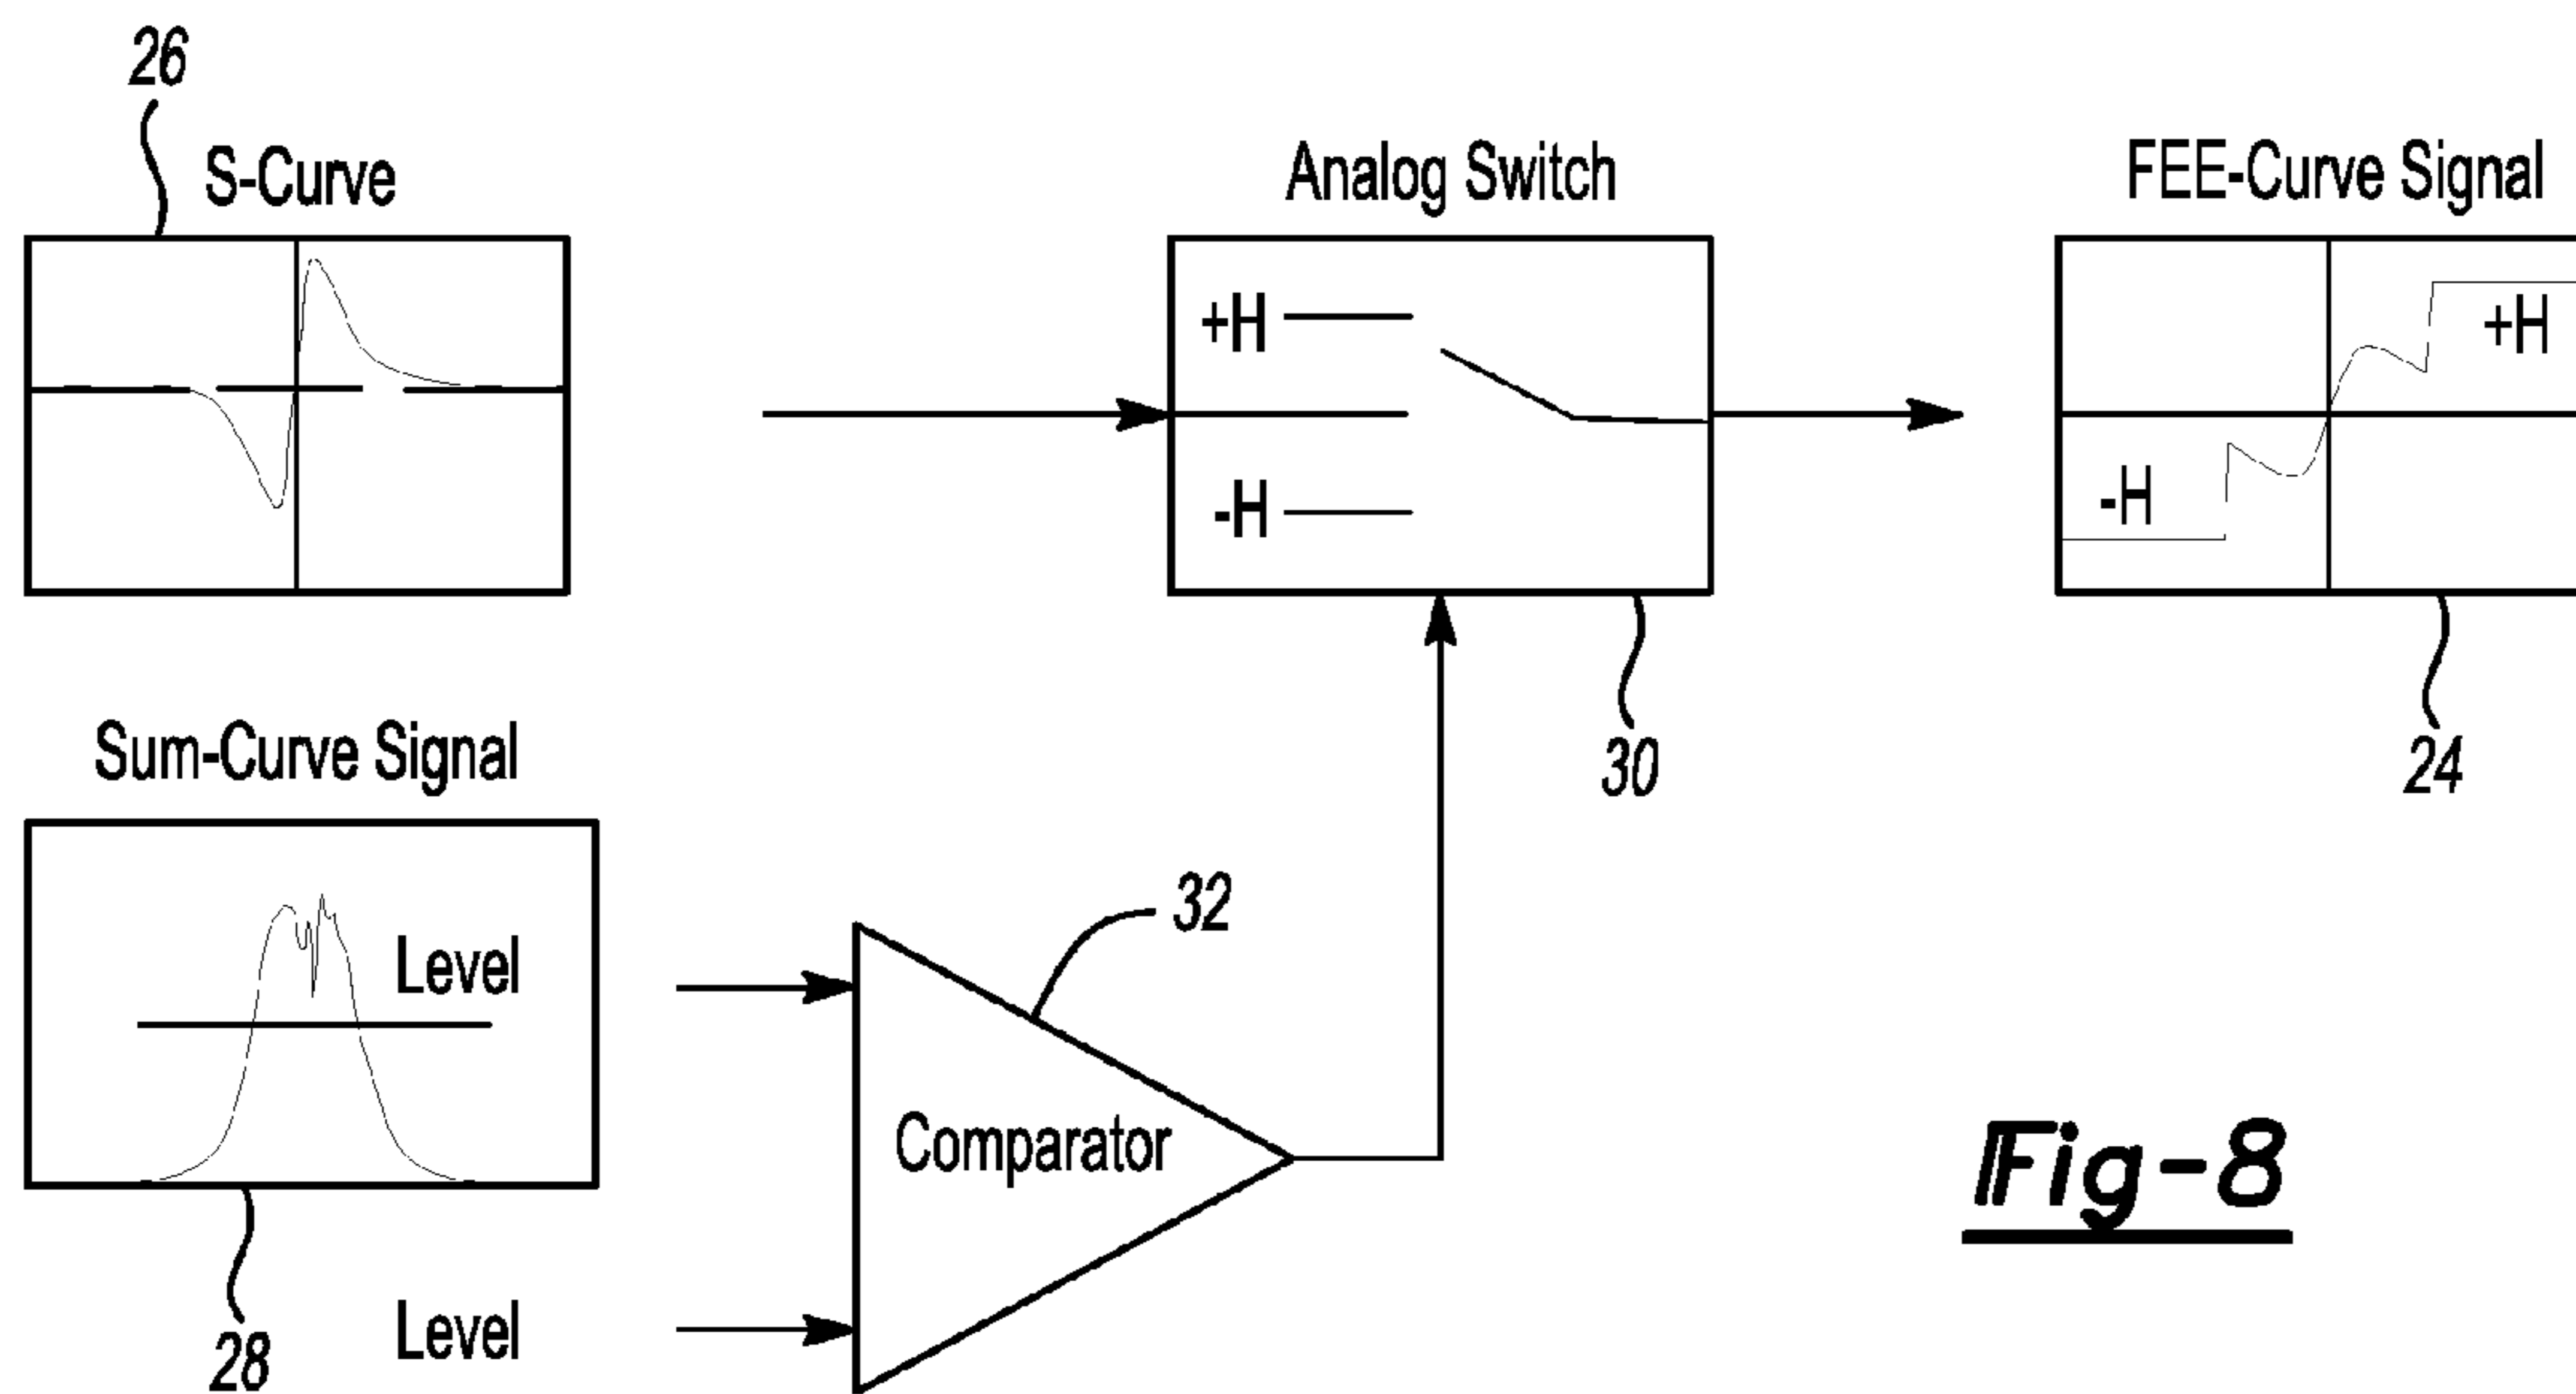 26
S-Curve
Analog Switch
FEE-Curve Signal
+H
-H
+H
-H
30
24
Sum-Curve Signal
Level
32
Comparator
28
Level
Fig-8